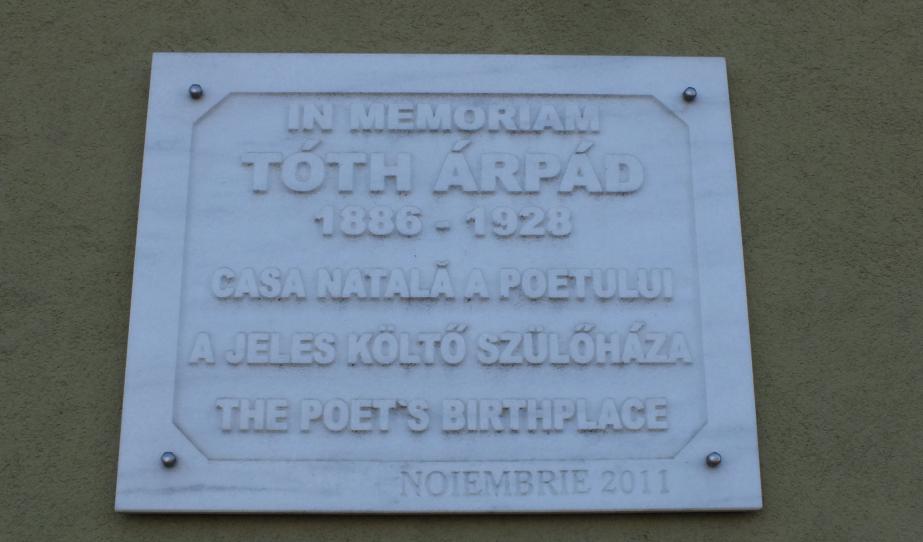 IN MEMORIAM
TÓTH ÁRPÁD
1886 - 1928
CASA NATALĂ A POETULUI
A JELES KÖLTŐ SZÜLŐHÁZA
THE POET`S BIRTHPLACE
NOIEMBRIE 2011